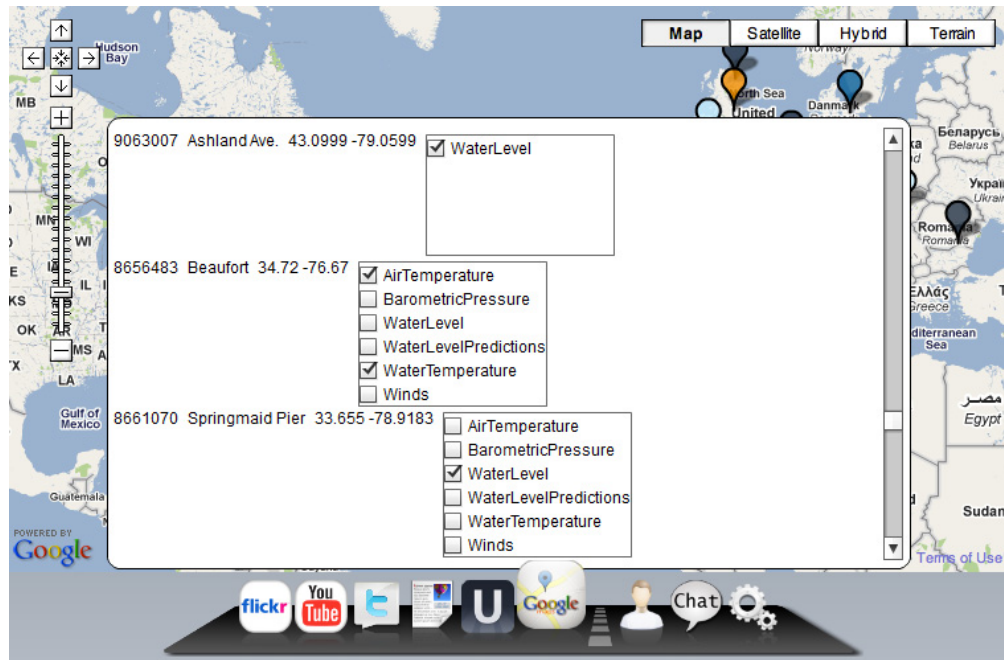 Map Satellite Hybrid Terrain
Hudson
Bay
Norway
MB
North Sea
United
Danmark
9063007 Ashland Ave. 43.0999 -79.0599
WaterLevel
Беларусь
Belarus
Україн
Ukrain
MN
WI
Romania
Romania
8656483 Beaufort 34.72 -76.67
AirTemperature
BarometricPressure
WaterLevel
WaterLevelPredictions
WaterTemperature
Winds
IL
KS
Ελλάς
Greece
OK
AR
diterranean
Sea
MS
LA
Gulf of
Mexico
8661070 Springmaid Pier 33.655 -78.9183
AirTemperature
BarometricPressure
WaterLevel
WaterLevelPredictions
WaterTemperature
Winds
مصر
Egypt
Guatemala
Sudan
POWERED BY
Google
Terms of Use
flickr
You
Tube
t
U
Google
Chat